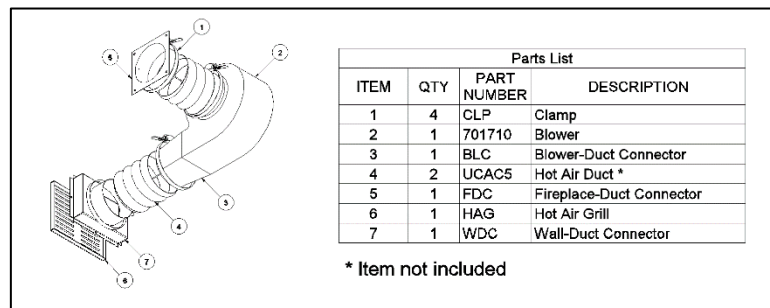 1
2
5
3
4
7
6
Parts List
ITEM QTY PART NUMBER DESCRIPTION
1 4 CLP Clamp
2 1 701710 Blower
3 1 BLC Blower-Duct Connector
4 2 UCAC5 Hot Air Duct *
5 1 FDC Fireplace-Duct Connector
6 1 HAG Hot Air Grill
7 1 WDC Wall-Duct Connector
* Item not included